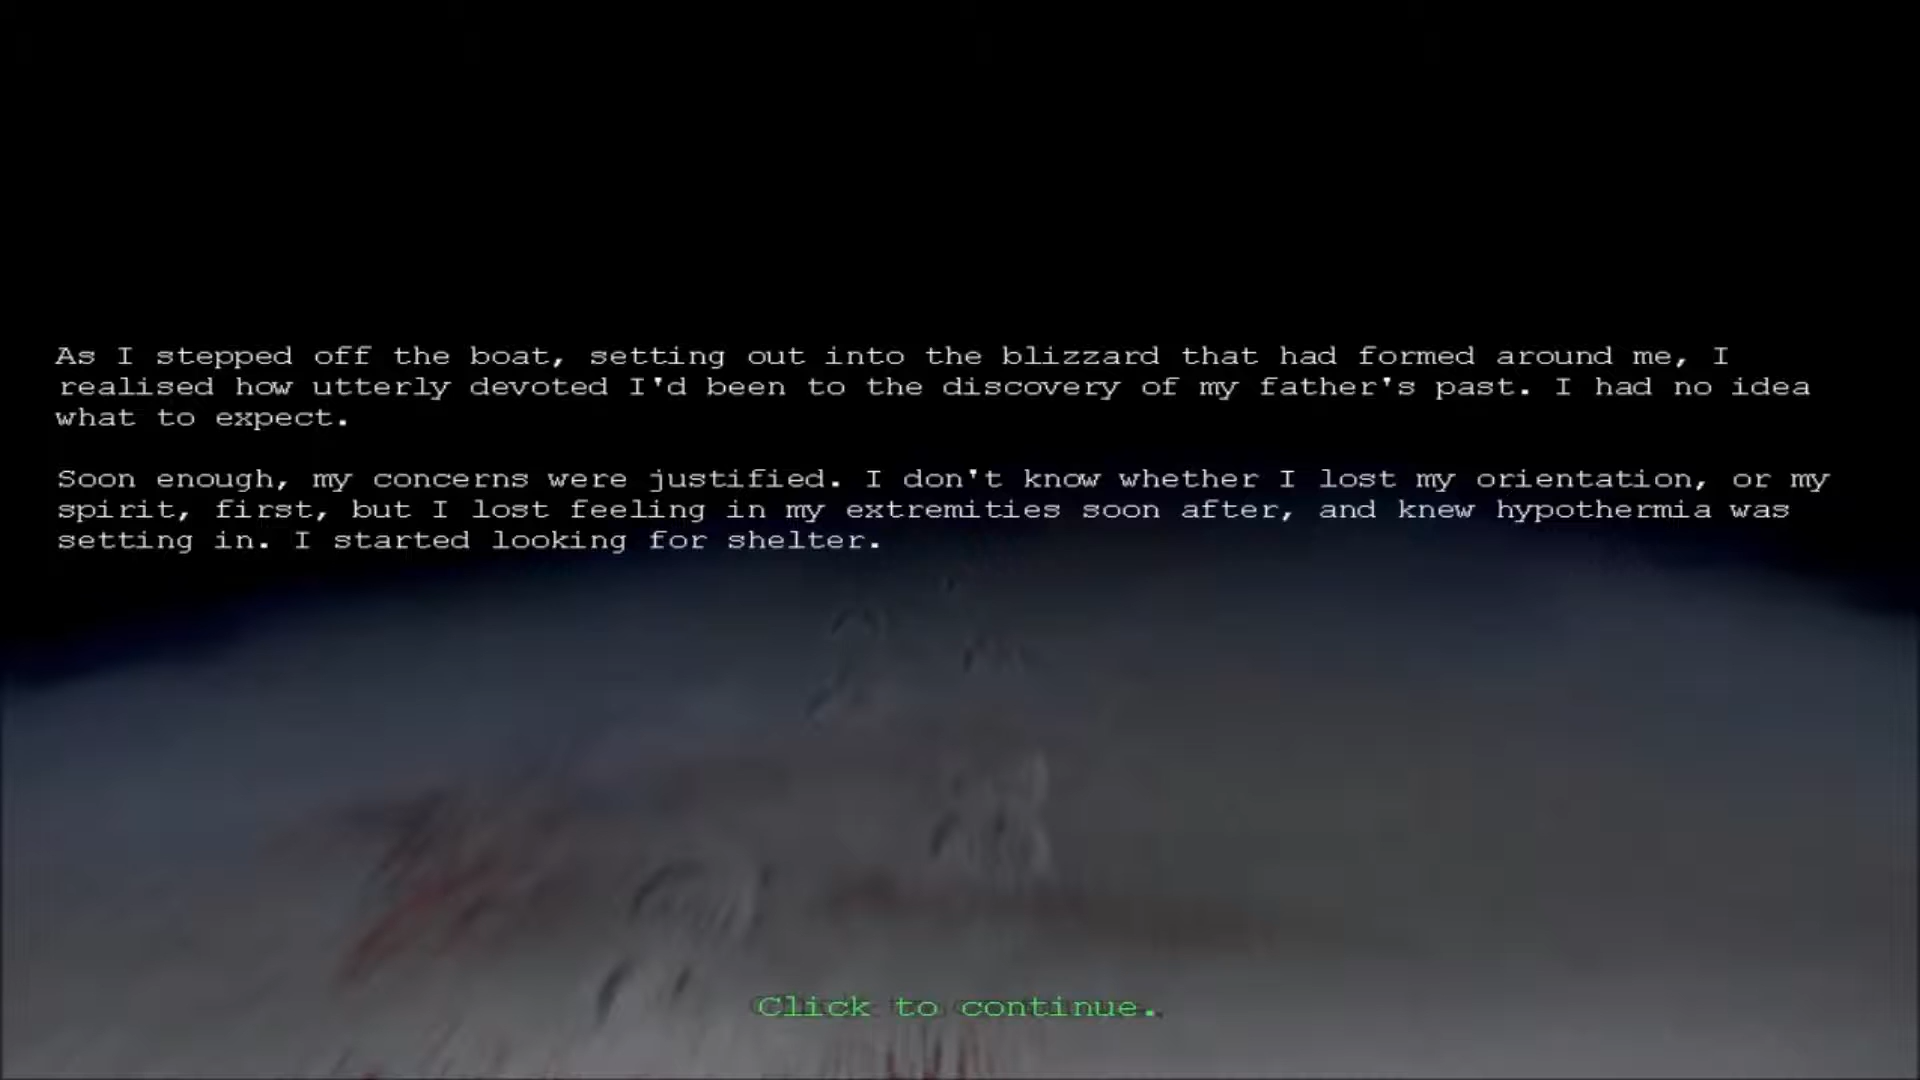 As I stepped off the boat, setting out into the blizzard that had formed around me, I
realised how utterly devoted I'd been to the discovery of my father's past. I had no idea
what to expect.
Soon enough, my concerns were justified. I don't know whether I lost my orientation, or my
spirit, first, but I lost feeling in my extremities soon after, and knew hypothermia was
setting in. I started looking for shelter.
Click to continue.